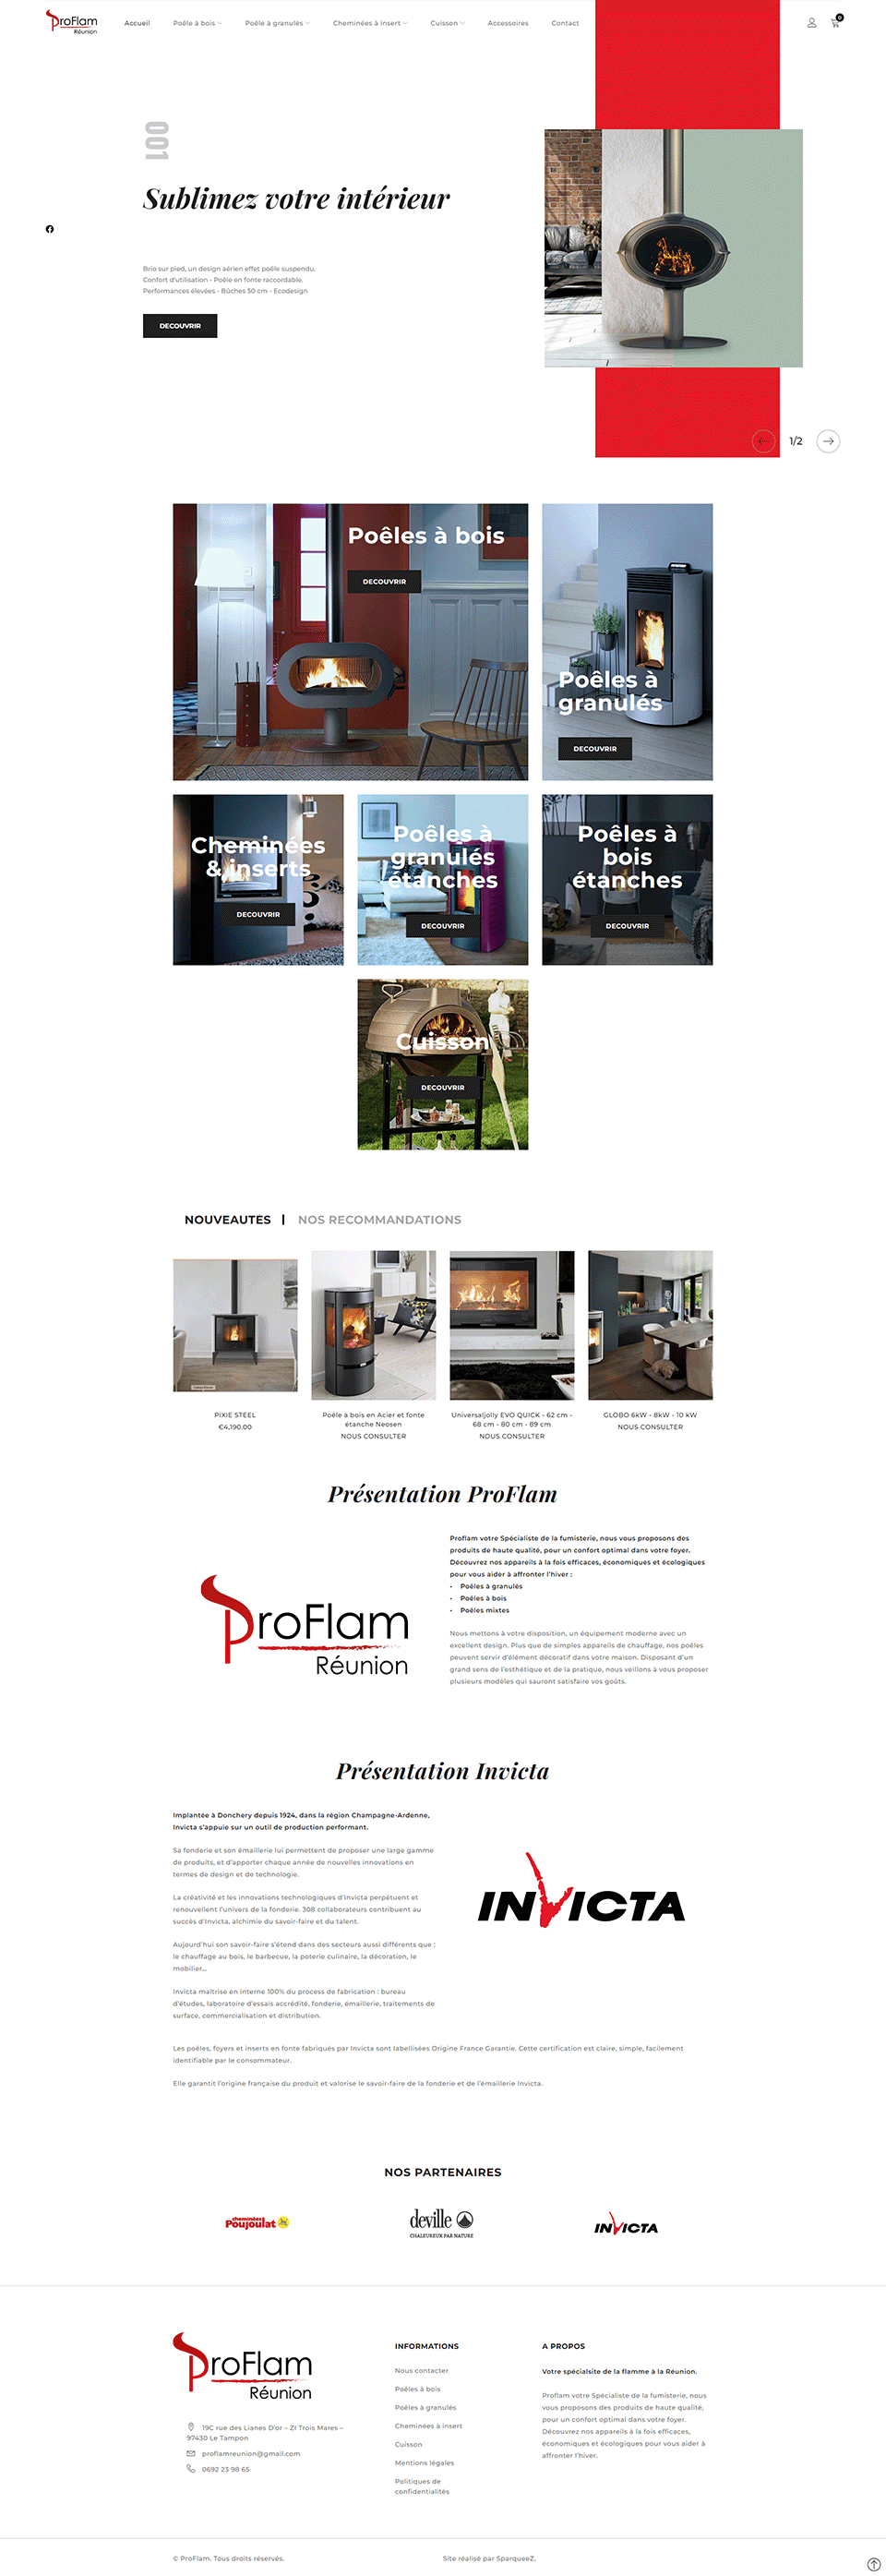 ProFlam
Réunion
Accueil
Poêle à bois
Poêle à granulés
Cheminées à insert
Cuisson
Accessoires
Contact
0
001
Sublimez votre intérieur
Brio sur pied, un design aérien effet poêle suspendu.
Confort d'utilisation - Poêle en fonte raccordable.
Performances élevées - Bûches 50 cm - Ecodesign
DECOUVRIR
1/2
Poêles à bois
DECOUVRIR
Poêles à
granulés
DECOUVRIR
Cheminées
& inserts
DECOUVRIR
Poêles à
granulés
étanches
DECOUVRIR
Poêles à
bois
étanches
DECOUVRIR
Cuisson
DECOUVRIR
NOUVEAUTÉS
NOS RECOMMANDATIONS
PIXIE STEEL
€4,190.00
Poêle à bois en Acier et fonte
étanche Neosen
NOUS CONSULTER
Universaljolly EVO QUICK - 62 cm -
68 cm - 80 cm - 89 cm
NOUS CONSULTER
GLOBO 6kW - 8kW - 10 kW
NOUS CONSULTER
Présentation ProFlam
ProFlam
Réunion
Proflam votre Spécialiste de la fumisterie, nous vous proposons des
produits de haute qualité, pour un confort optimal dans votre foyer.
Découvrez nos appareils à la fois efficaces, économiques et écologiques
pour vous aider à affronter l'hiver :
• Poêles à granulés
• Poêles à bois
• Poêles mixtes
Nous mettons à votre disposition, un équipement moderne avec un
excellent design. Plus que de simples appareils de chauffage, nos poêles
peuvent servir d'élément décoratif dans votre maison. Disposant d'un
grand sens de l'esthétique et de la pratique, nous veillons à vous proposer
plusieurs modèles qui sauront satisfaire vos goûts.
Présentation Invicta
Implantée à Donchery depuis 1924, dans la région Champagne-Ardenne,
Invicta s'appuie sur un outil de production performant.
Sa fonderie et son émaillerie lui permettent de proposer une large gamme
de produits, et d'apporter chaque année de nouvelles innovations en
termes de design et de technologie.
La créativité et les innovations technologiques d'Invicta perpétuent et
renouvellent l'univers de la fonderie. 308 collaborateurs contribuent au
succès d'Invicta, alchimie du savoir-faire et du talent.
Aujourd'hui son savoir-faire s'étend dans des secteurs aussi différents que :
le chauffage au bois, le barbecue, la poterie culinaire, la décoration, le
mobilier...
Invicta maîtrise en interne 100% du process de fabrication : bureau
d'études, laboratoire d'essais accrédité, fonderie, émaillerie, traitements de
surface, commercialisation et distribution.
INVICTA
Les poêles, foyers et inserts en fonte fabriqués par Invicta sont labellisées Origine France Garantie. Cette certification est claire, simple, facilement
identifiable par le consommateur.
Elle garantit l'origine française du produit et valorise le savoir-faire de la fonderie et de l'émaillerie Invicta.
NOS PARTENAIRES
cheminées
Poujoulat
deville
CHALEUREUX PAR NATURE
INVICTA
ProFlam
Réunion
19C rue des Lianes D'or – ZI Trois Mares –
97430 Le Tampon
proflamreunion@gmail.com
0692 23 98 65
INFORMATIONS
Nous contacter
Poêles à bois
Poêles à granulés
Cheminées à insert
Cuisson
Mentions légales
Politiques de
confidentialités
A PROPOS
Votre spécialsite de la flamme à la Réunion.
Proflam votre Spécialiste de la fumisterie, nous
vous proposons des produits de haute qualité,
pour un confort optimal dans votre foyer.
Découvrez nos appareils à la fois efficaces,
économiques et écologiques pour vous aider à
affronter l'hiver.
© ProFlam. Tous droits réservés.
Site réalisé par SparqueeZ.